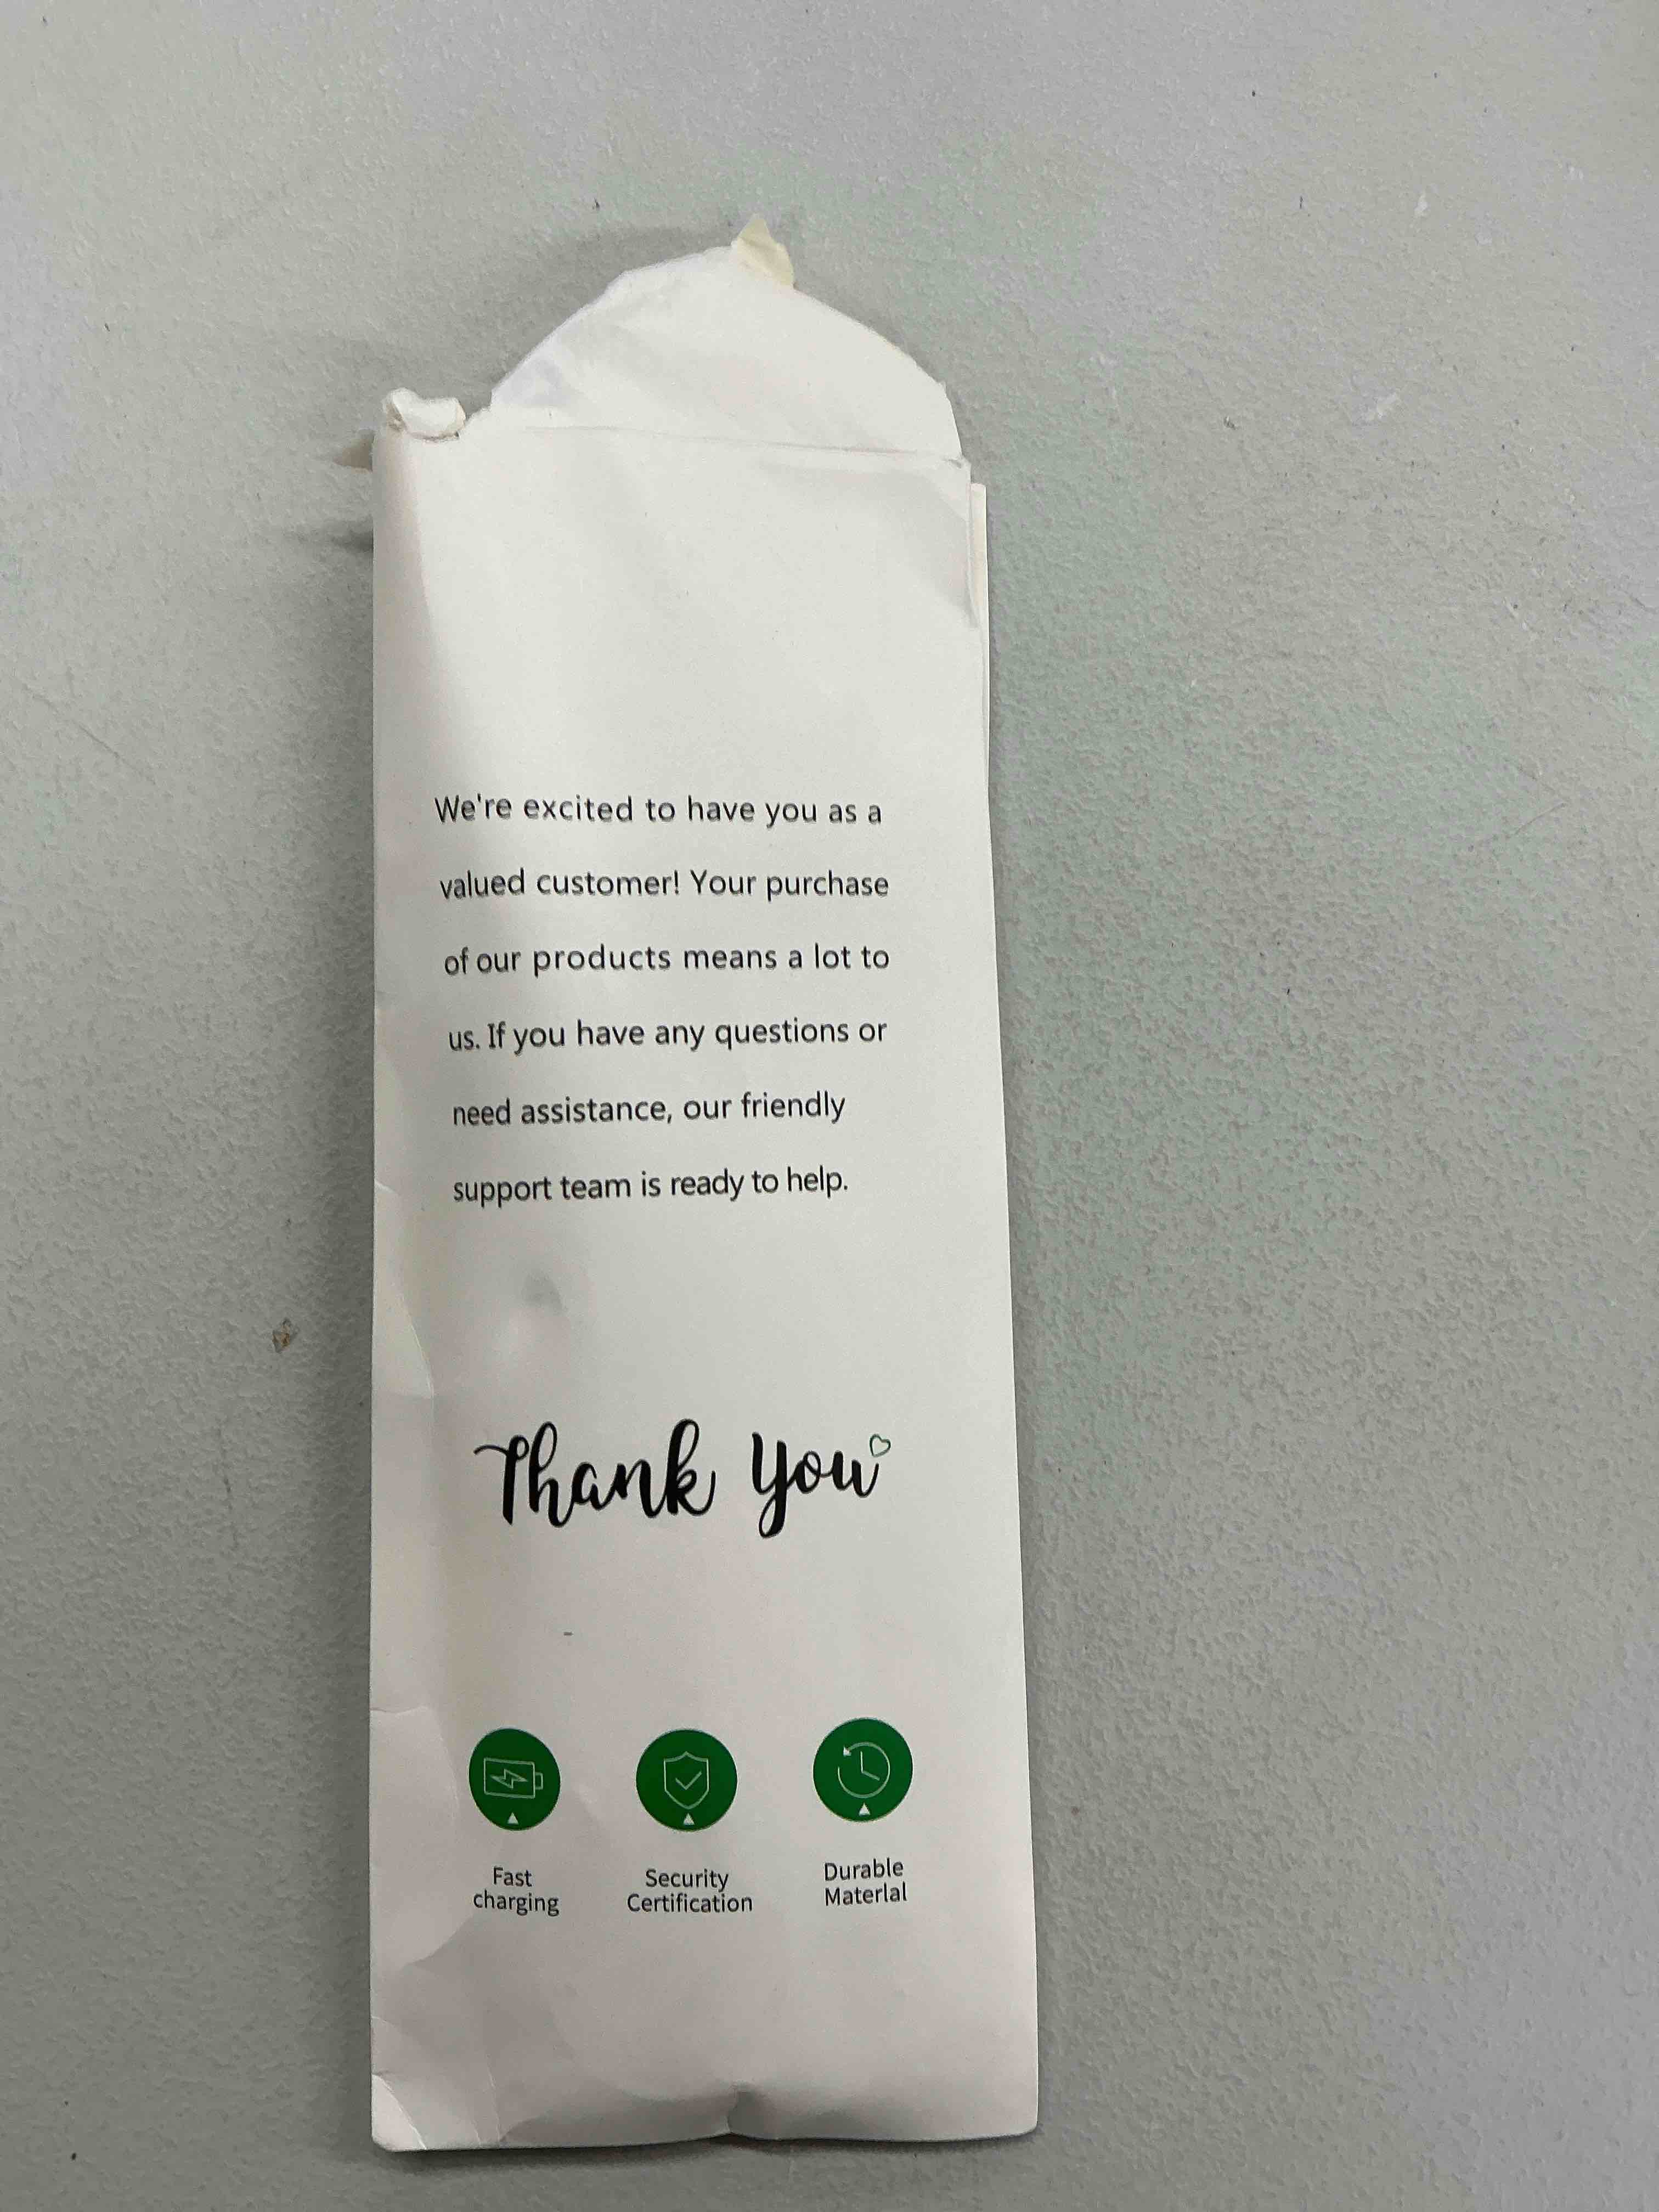 We're excited to have you as a
valued customer! Your purchase
of our products means a lot to
us. If you have any questions or
need assistance, our friendly
support team is ready to help.
Thank You
Fast
charging
Security
Certification
Durable
Materlal